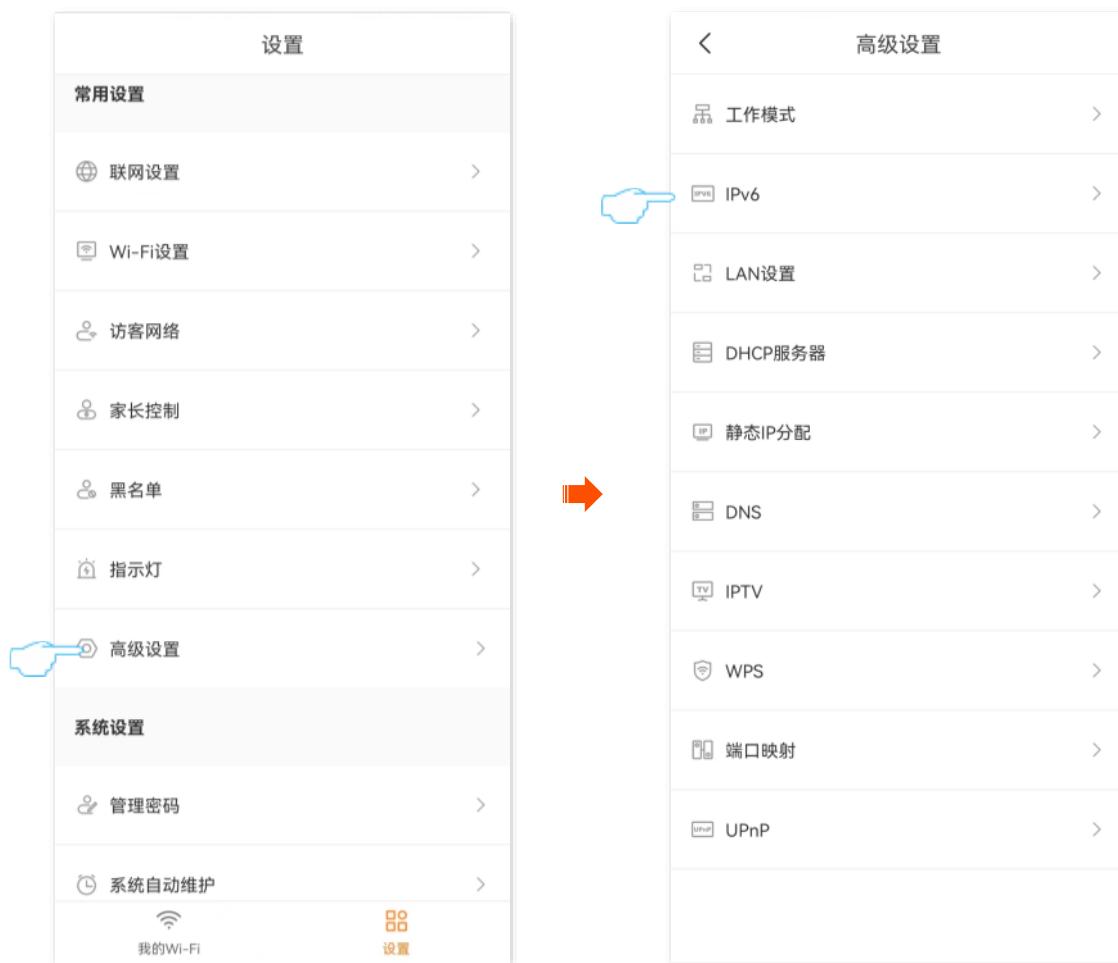 设置
常用设置
联网设置
Wi-Fi设置
访客网络
家长控制
黑名单
指示灯
高级设置
系统设置
管理密码
系统自动维护
我的Wi-Fi
设置
高级设置
工作模式
IPV6 IPv6
LAN设置
DHCP服务器
IP 静态IP分配
DNS
TV IPTV
WPS
端口映射
UPnP UPnP